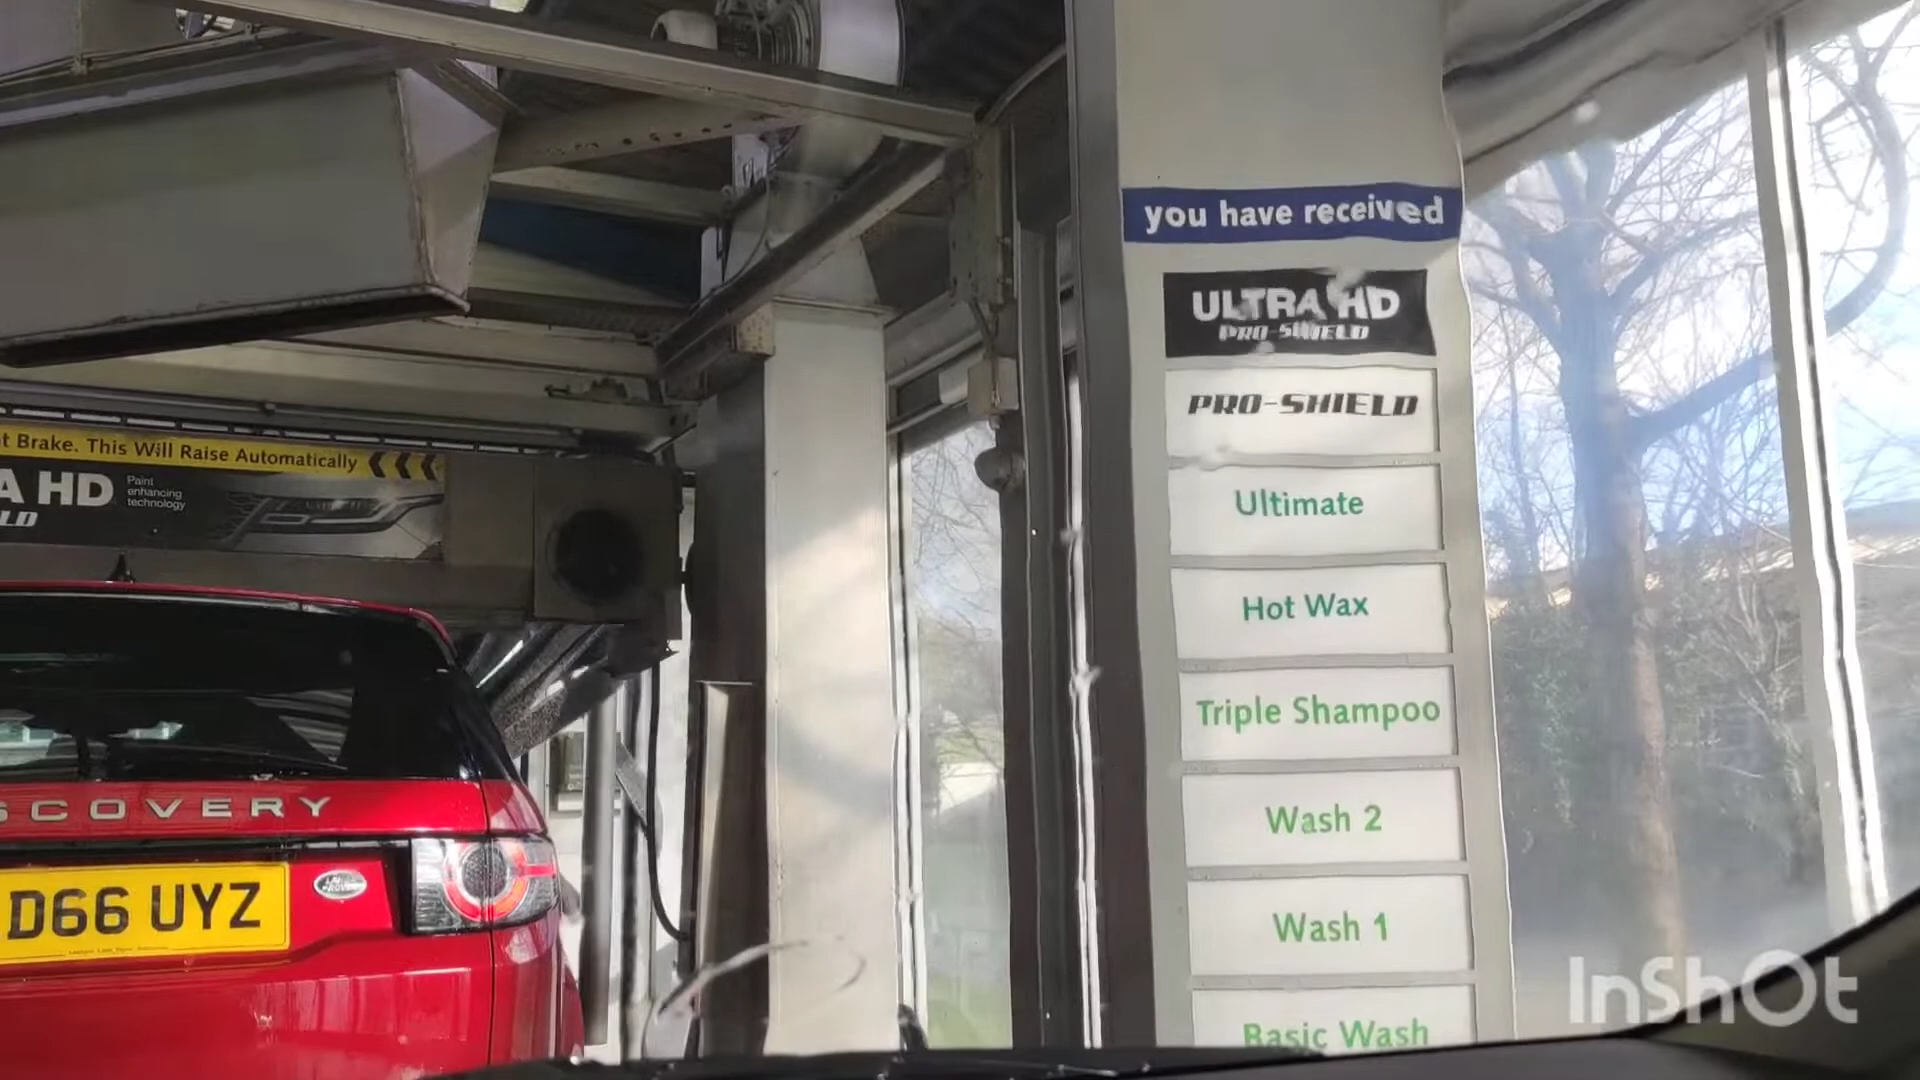 you have received
ULTRA HD
PRO-SHIELD
PRO-SHIELD
Ultimate
Hot Wax
Triple Shampoo
Wash 2
Wash 1
Basic Wash
t Brake. This Will Raise Automatically
A HD
LD
Paint
enhancing
technology
SCOVERY
D66 UYZ
InShOt